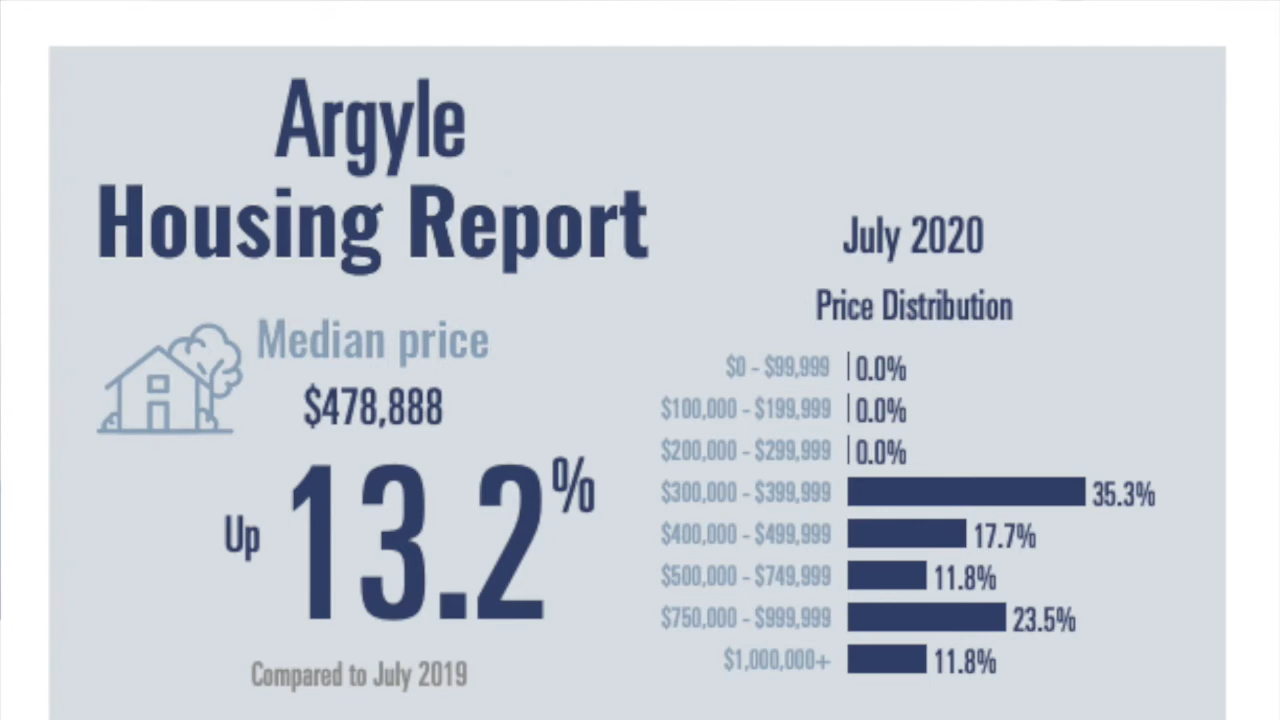 Argyle
Housing Report
Median price
$478,888
Up 13.2%
Compared to July 2019
July 2020
Price Distribution
$0 - $99,999 0.0%
$100,000 - $199,999 0.0%
$200,000 - $299,999 0.0%
$300,000 - $399,999 35.3%
$400,000 - $499,999 17.7%
$500,000 - $749,999 11.8%
$750,000 - $999,999 23.5%
$1,000,000+ 11.8%